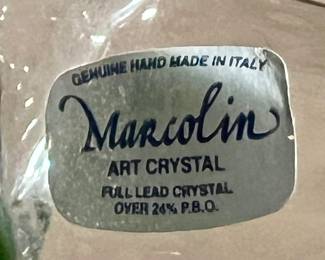 GENUINE HAND MADE IN ITALY
Marcolin
ART CRYSTAL
FULL LEAD CRYSTAL
OVER 24% P.B.O.